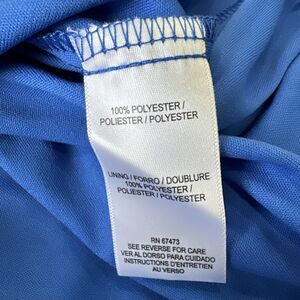 100% POLYESTER /
POLIESTER / POLYESTER
LINING / FORRO / DOUBLURE
100% POLYESTER /
POLIESTER / POLYESTER
RN 67473
SEE REVERSE FOR CARE
VER AL DORSO PARA CUIDADO
INSTRUCTIONS D'ENTRETIEN
AU VERSO